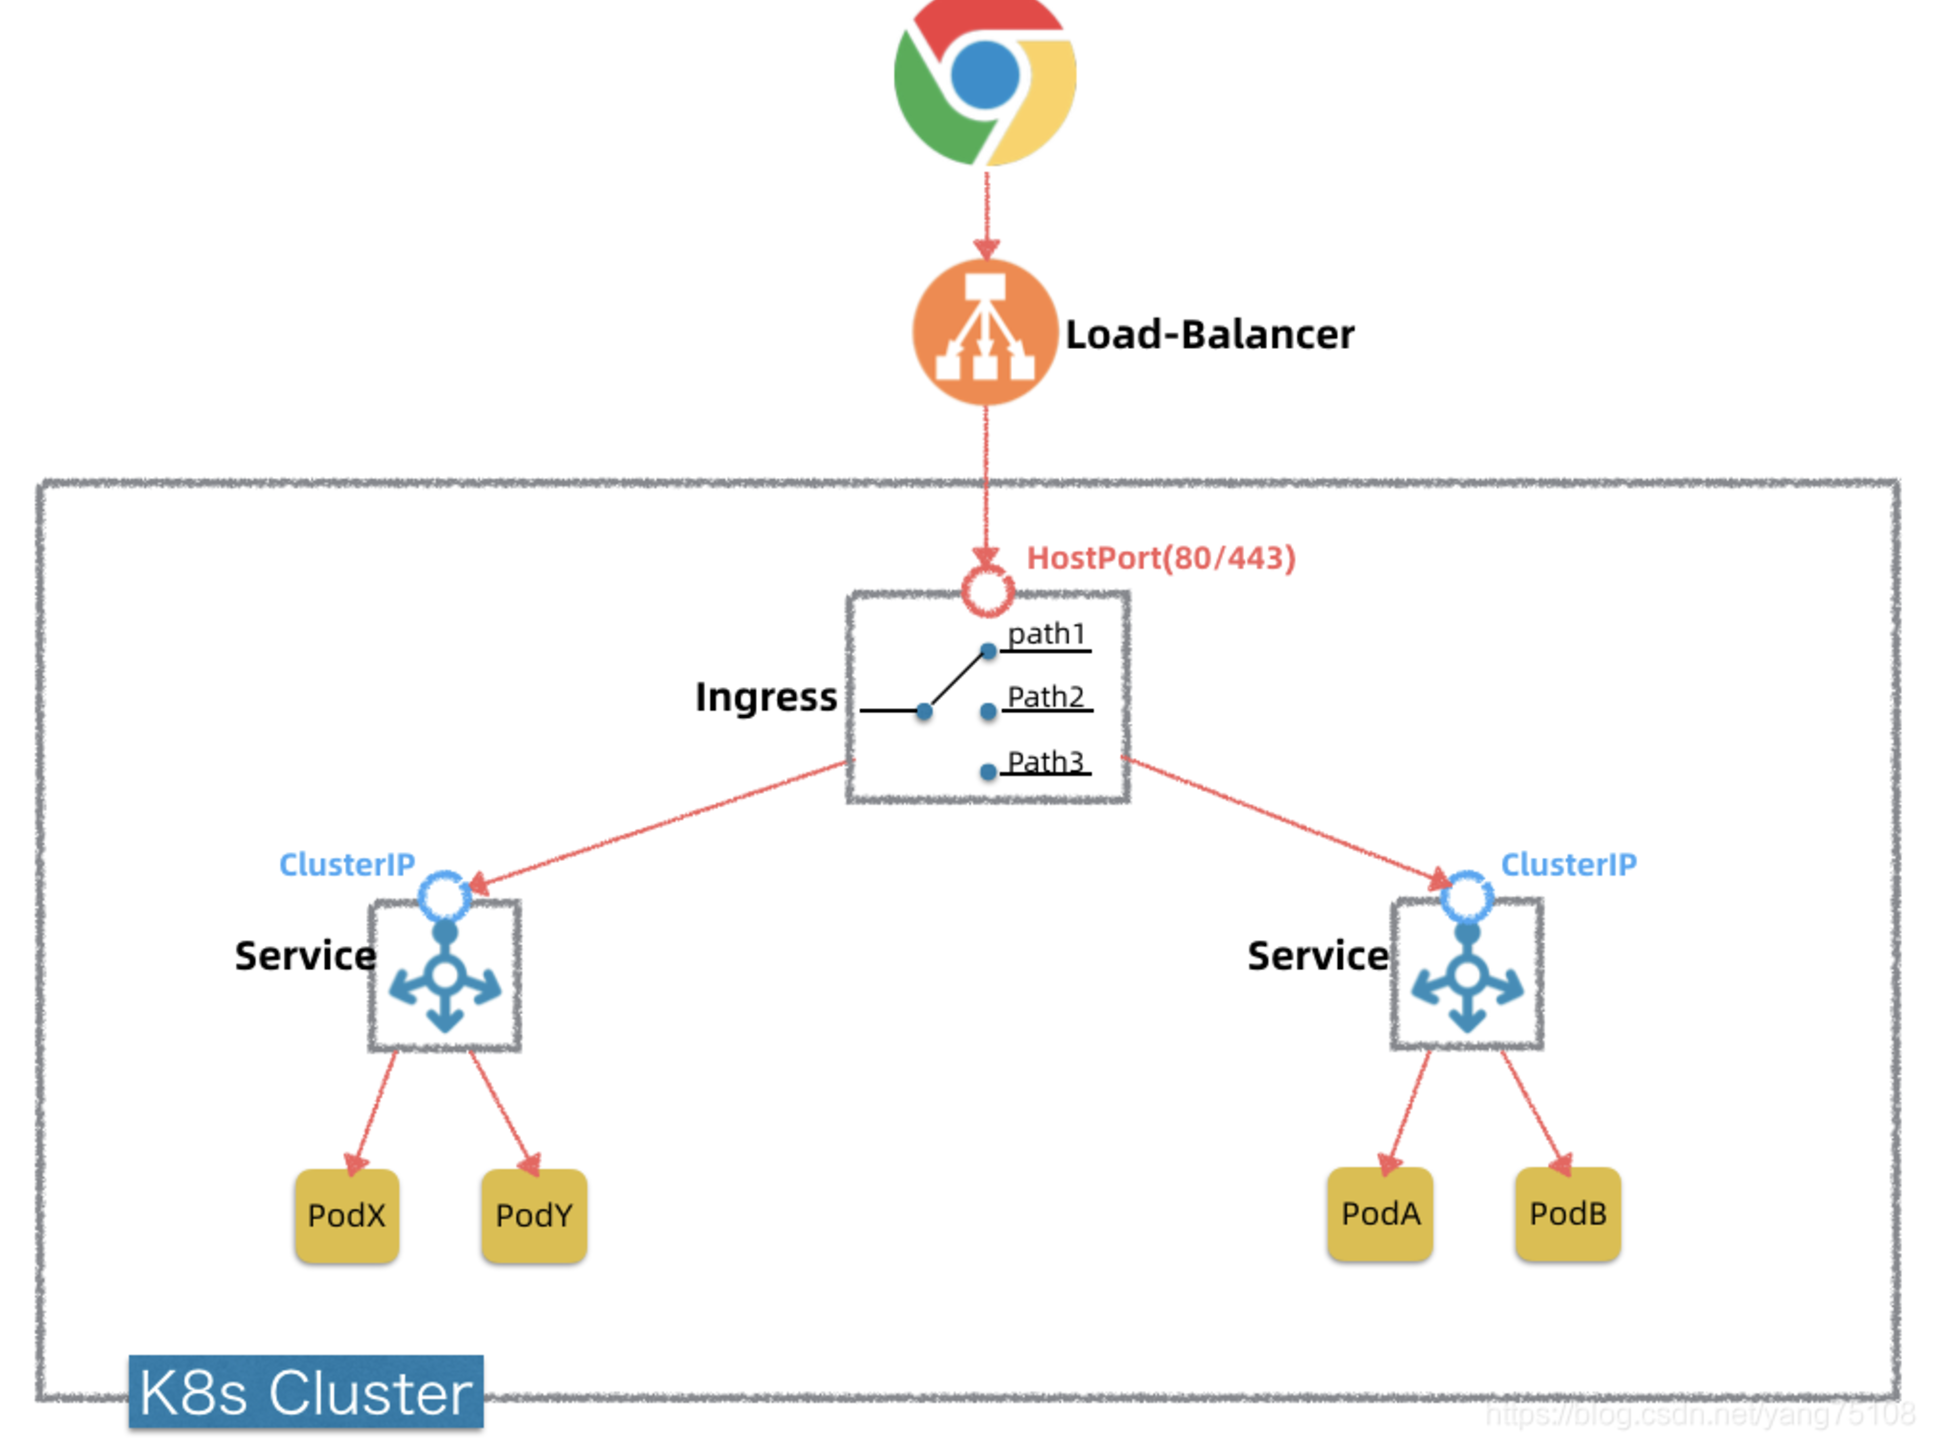 Load-Balancer
HostPort(80/443)
path1
Ingress
Path2
Path3
ClusterIP
ClusterIP
Service
Service
PodX
PodY
PodA
PodB
K8s Cluster
https://blog.csdn.net/yang75108